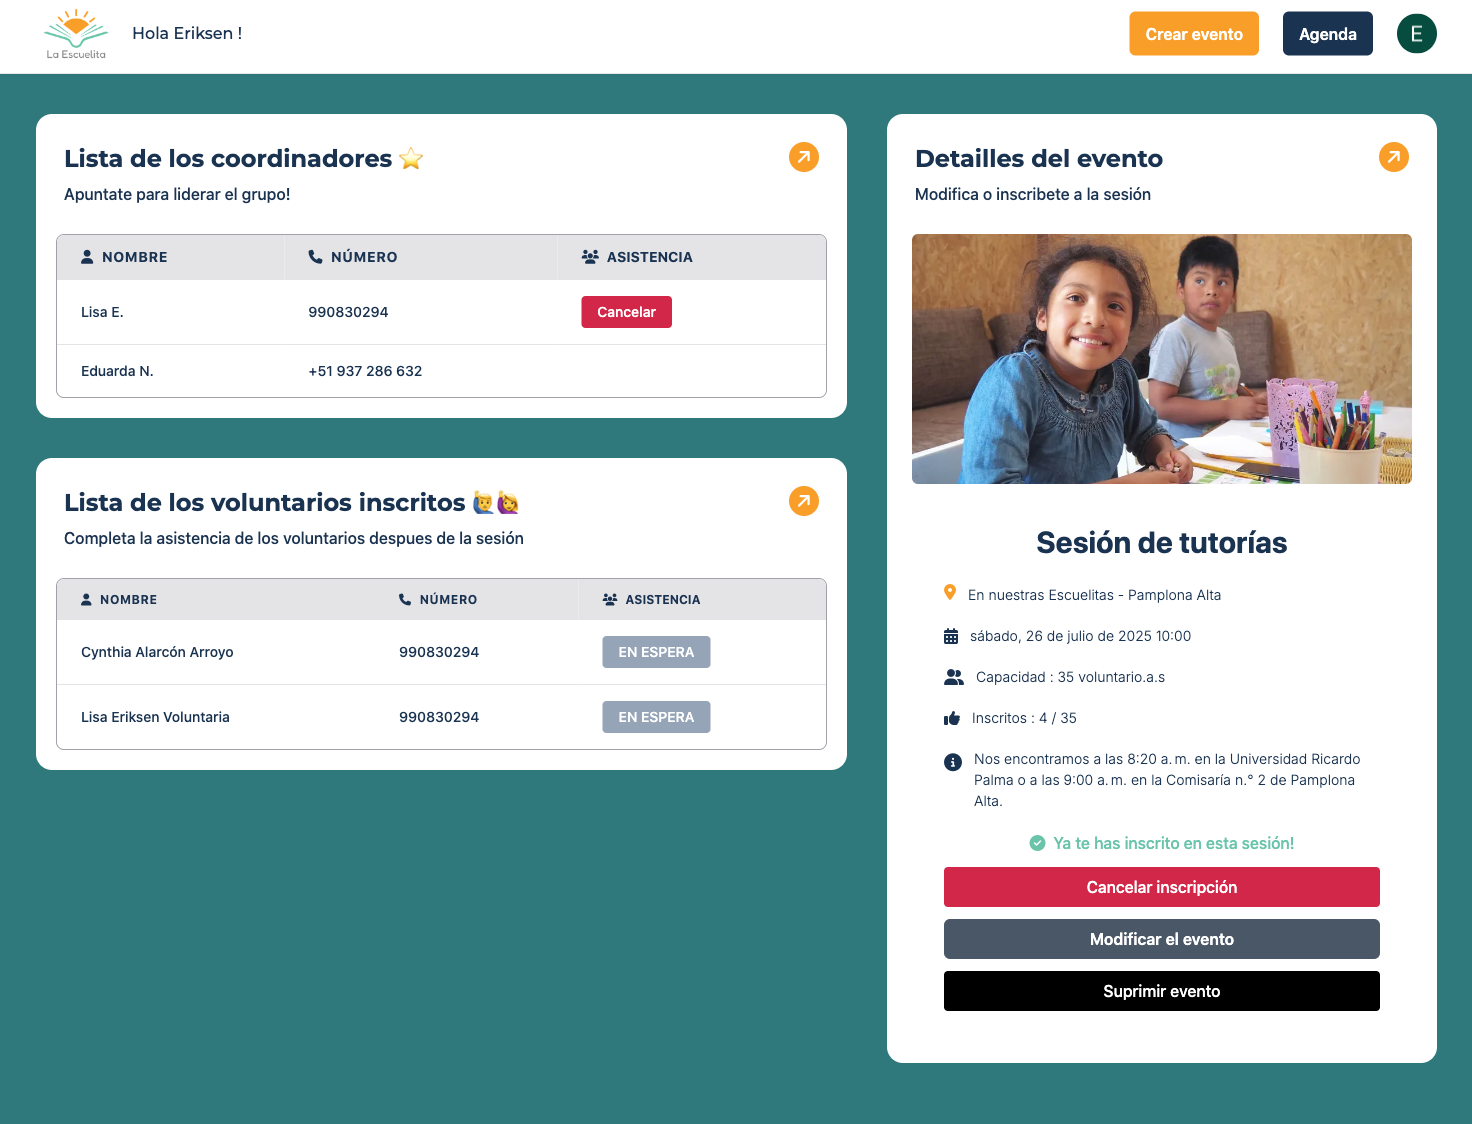 La Escuelita
Hola Eriksen !
Crear evento
Agenda
E
Lista de los coordinadores ⭐
Apuntate para liderar el grupo!
NOMBRE NÚMERO ASISTENCIA
Lisa E. 990830294 Cancelar
Eduarda N. +51 937 286 632
Lista de los voluntarios inscritos 🙋‍♂️🙋‍♀️
Completa la asistencia de los voluntarios despues de la sesión
NOMBRE NÚMERO ASISTENCIA
Cynthia Alarcón Arroyo 990830294 EN ESPERA
Lisa Eriksen Voluntaria 990830294 EN ESPERA
Detailles del evento
Modifica o inscribete a la sesión
Sesión de tutorías
En nuestras Escuelitas - Pamplona Alta
sábado, 26 de julio de 2025 10:00
Capacidad : 35 voluntario.a.s
Inscritos : 4 / 35
Nos encontramos a las 8:20 a. m. en la Universidad Ricardo
Palma o a las 9:00 a. m. en la Comisaría n.° 2 de Pamplona
Alta.
Ya te has inscrito en esta sesión!
Cancelar inscripción
Modificar el evento
Suprimir evento